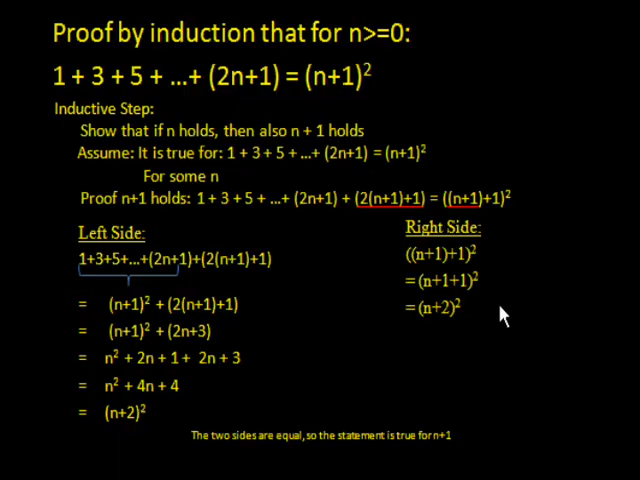 Proof by induction that for n>=0:
1 + 3 + 5 + ...+ (2n+1) = (n+1)²
Inductive Step:
Show that if n holds, then also n + 1 holds
Assume: It is true for: 1 + 3 + 5 + ...+ (2n+1) = (n+1)²
For some n
Proof n+1 holds: 1 + 3 + 5 + ...+ (2n+1) + (2(n+1)+1) = ((n+1)+1)²
Left Side:
1+3+5+...+(2n+1)+(2(n+1)+1)
= (n+1)² + (2(n+1)+1)
= (n+1)² + (2n+3)
= n² + 2n + 1 + 2n + 3
= n² + 4n + 4
= (n+2)²
Right Side:
((n+1)+1)²
= (n+1+1)²
= (n+2)²
The two sides are equal, so the statement is true for n+1